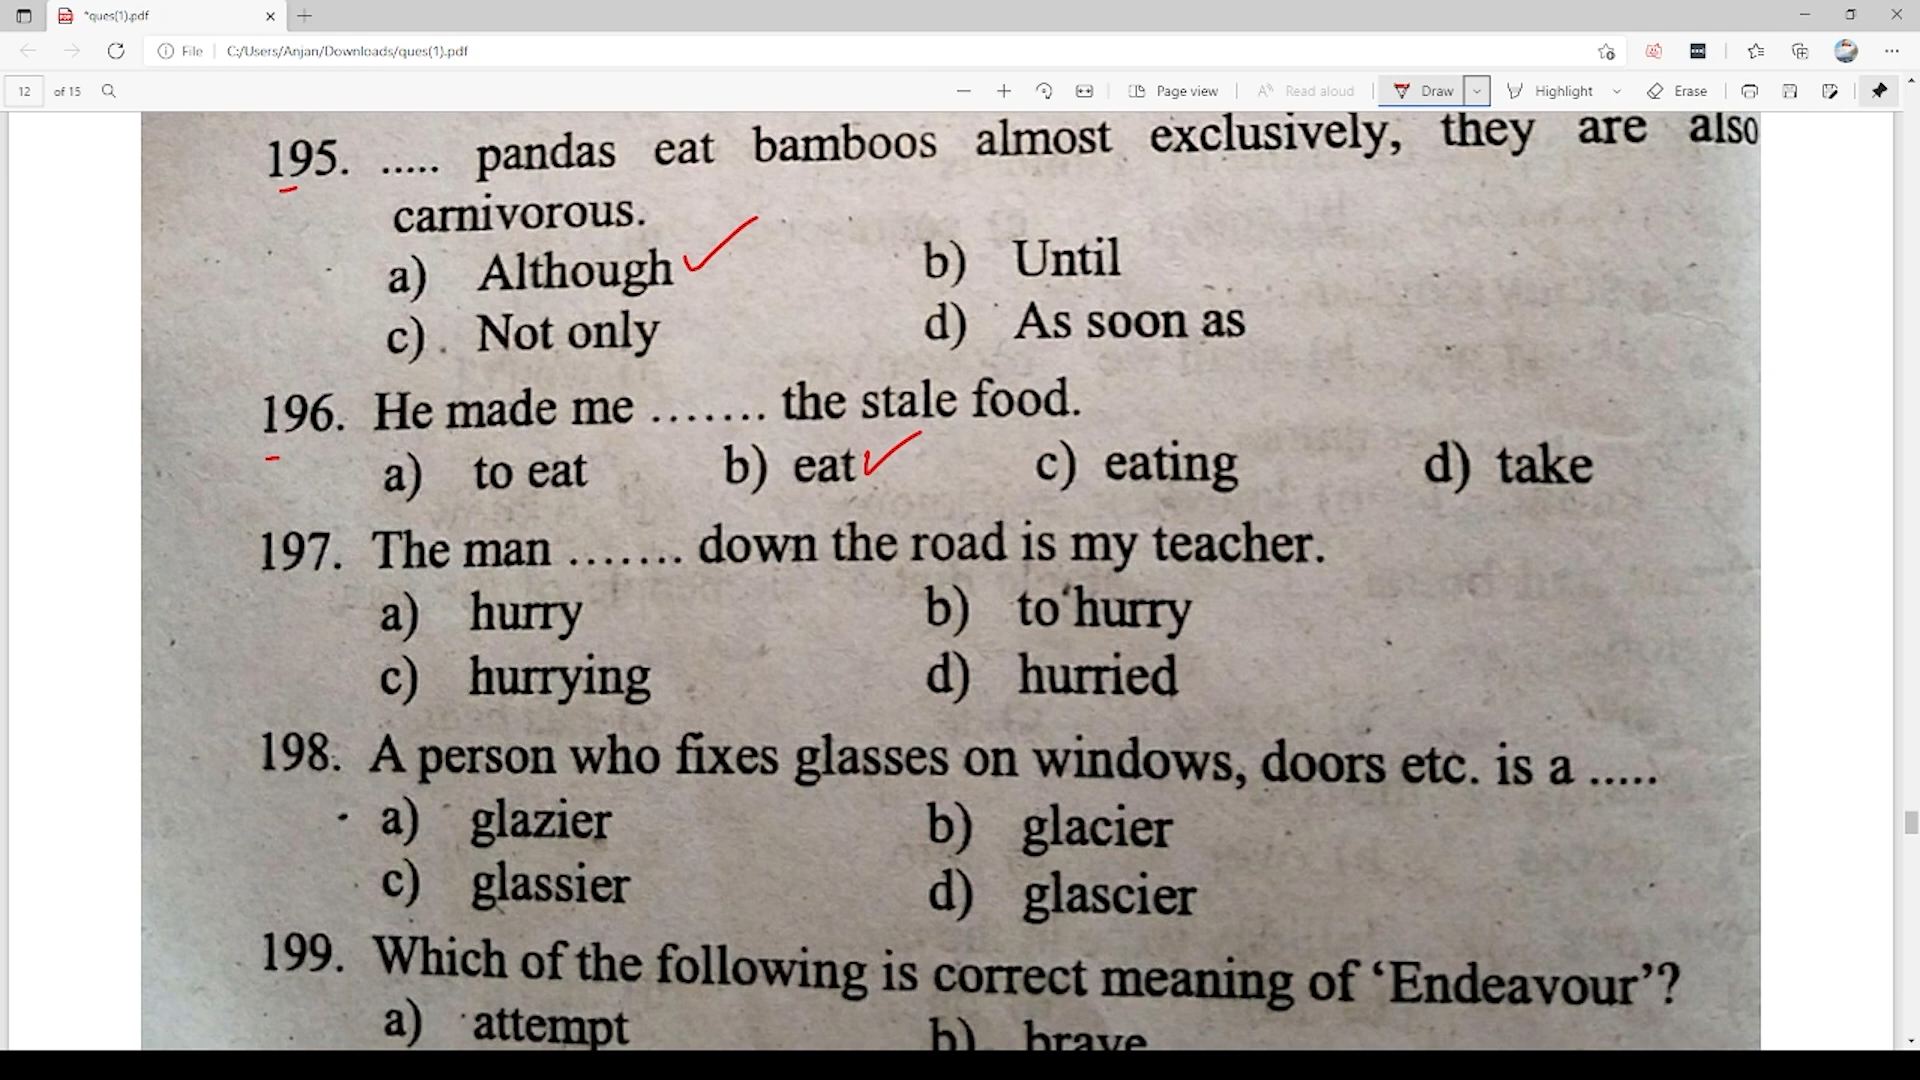 *ques(1).pdf
File C:/Users/Anjan/Downloads/ques(1).pdf
12 of 15 Page view Read aloud Draw Highlight Erase
195. ..... pandas eat bamboos almost exclusively, they are also
carnivorous.
a) Although b) Until
c) Not only d) As soon as
196. He made me ....... the stale food.
a) to eat b) eat c) eating d) take
197. The man ....... down the road is my teacher.
a) hurry b) to hurry
c) hurrying d) hurried
198. A person who fixes glasses on windows, doors etc. is a .....
a) glazier b) glacier
c) glassier d) glascier
199. Which of the following is correct meaning of ‘Endeavour’?
a) attempt b) brave